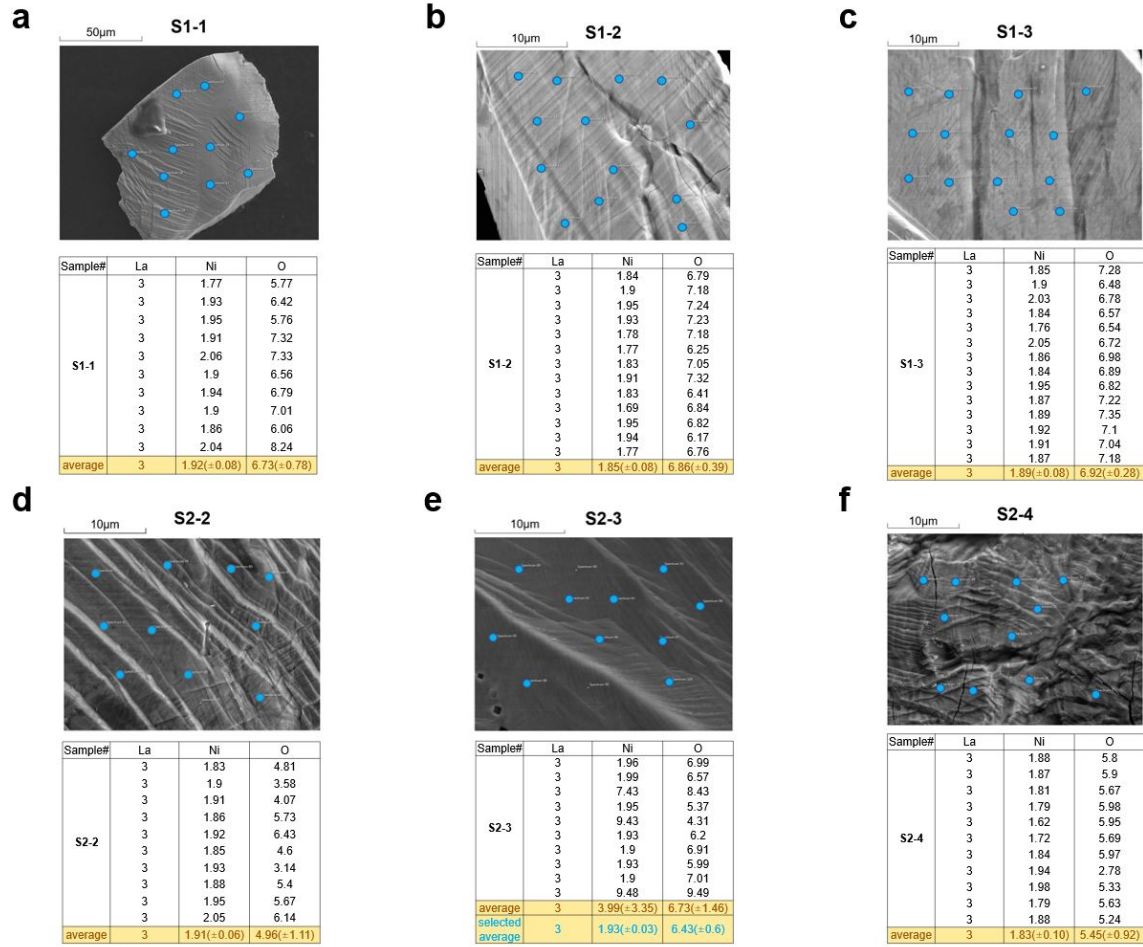 a
S1-1
50μm
Sample# La Ni O
S1-1
3 1.77 5.77
3 1.93 6.42
3 1.95 5.76
3 1.91 7.32
3 2.06 7.33
3 1.9 6.56
3 1.94 6.79
3 1.9 7.01
3 1.86 6.06
3 2.04 8.24
average 3 1.92(±0.08) 6.73(±0.78)
b
S1-2
10μm
Sample# La Ni O
S1-2
3 1.84 6.79
3 1.9 7.18
3 1.95 7.24
3 1.93 7.23
3 1.78 7.18
3 1.77 6.25
3 1.83 7.05
3 1.91 7.32
3 1.83 6.41
3 1.69 6.84
3 1.95 6.82
3 1.94 6.17
3 1.77 6.76
average 3 1.85(±0.08) 6.86(±0.39)
c
S1-3
10μm
Sample# La Ni O
S1-3
3 1.85 7.28
3 1.9 6.48
3 2.03 6.78
3 1.84 6.57
3 1.76 6.54
3 2.05 6.72
3 1.86 6.98
3 1.84 6.89
3 1.95 6.82
3 1.87 7.22
3 1.89 7.35
3 1.92 7.1
3 1.91 7.04
3 1.87 7.18
average 3 1.89(±0.08) 6.92(±0.28)
d
S2-2
10μm
Sample# La Ni O
S2-2
3 1.83 4.81
3 1.9 3.58
3 1.91 4.07
3 1.86 5.73
3 1.92 6.43
3 1.85 4.6
3 1.93 3.14
3 1.88 5.4
3 1.95 5.67
3 2.05 6.14
average 3 1.91(±0.06) 4.96(±1.11)
e
S2-3
10μm
Sample# La Ni O
S2-3
3 1.96 6.99
3 1.99 6.57
3 7.43 8.43
3 1.95 5.37
3 9.43 4.31
3 1.93 6.2
3 1.9 6.91
3 1.93 5.99
3 1.9 7.01
3 9.48 9.49
average 3 3.99(±3.35) 6.73(±1.46)
selected average 3 1.93(±0.03) 6.43(±0.6)
f
S2-4
10μm
Sample# La Ni O
S2-4
3 1.88 5.8
3 1.87 5.9
3 1.81 5.67
3 1.79 5.98
3 1.62 5.95
3 1.72 5.69
3 1.84 5.97
3 1.94 2.78
3 1.98 5.33
3 1.79 5.63
3 1.88 5.24
average 3 1.83(±0.10) 5.45(±0.92)